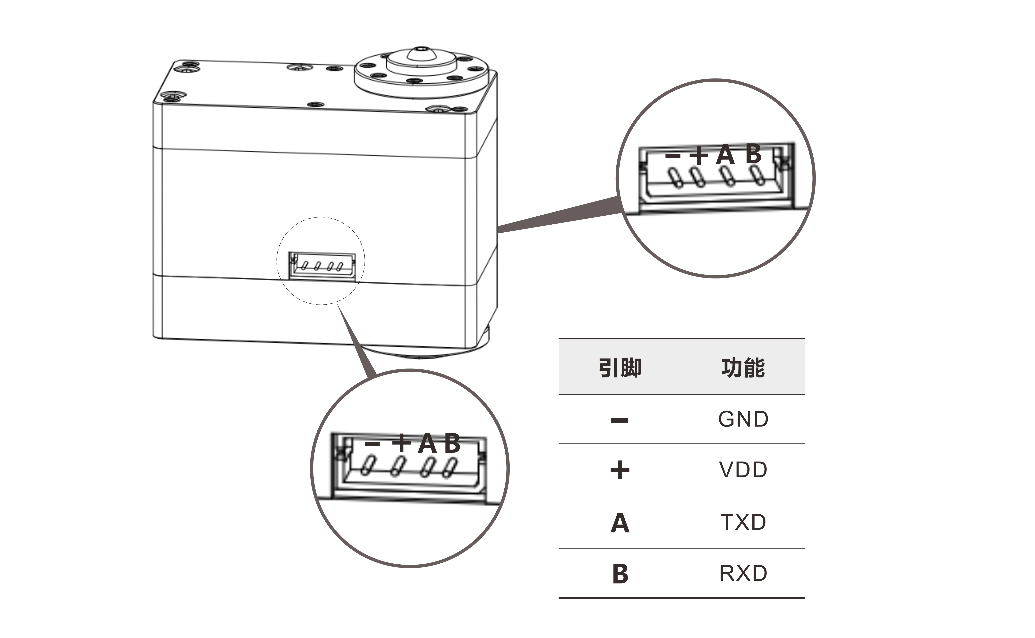 − + A B
− + A B
引脚 功能
− GND
+ VDD
A TXD
B RXD